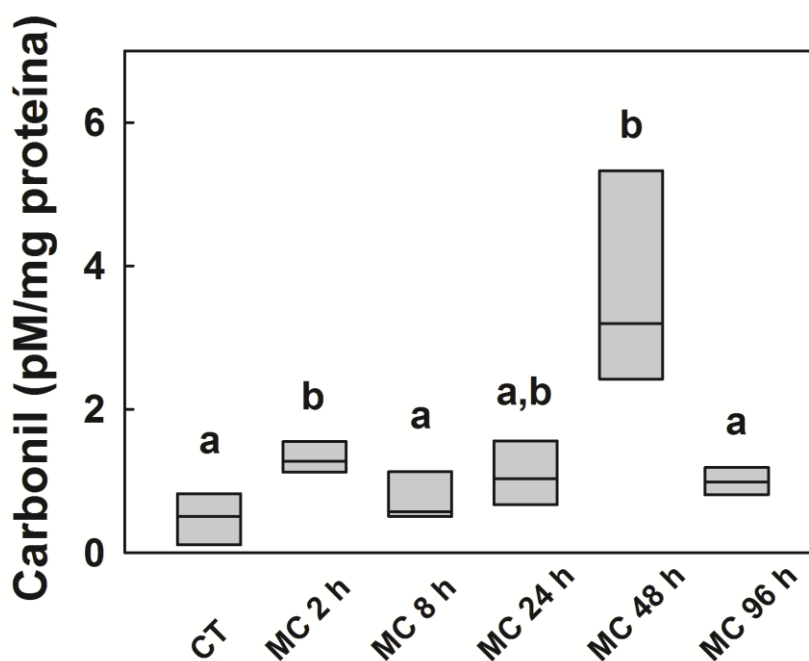 Carbonil (pM/mg proteína)
6
4
2
0
a
b
a
a,b
b
a
CT
MC 2 h
MC 8 h
MC 24 h
MC 48 h
MC 96 h